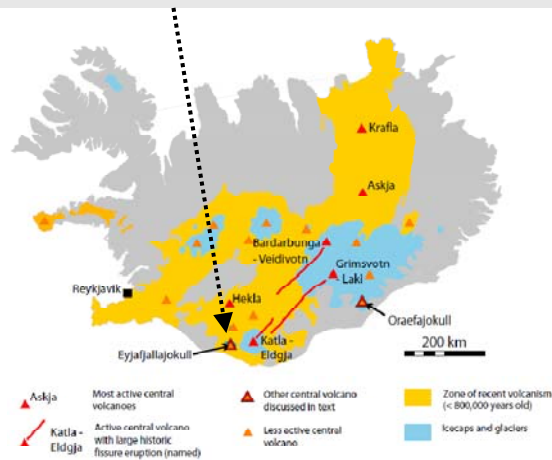 Krafla
Askja
Bardarbunga
- Veidivotn
Grimsvotn
- Laki
Reykjavik
Hekla
Oraefajokull
Katla -
Eldgja
Eyjafjallajokull
200 km
Askja
Most active central
volcanoes
Other central volcano
discussed in text
Zone of recent volcanism
(< 800,000 years old)
Katla -
Eldgja
Active central volcano
with large historic
fissure eruption (named)
Less active central
volcano
Icecaps and glaciers